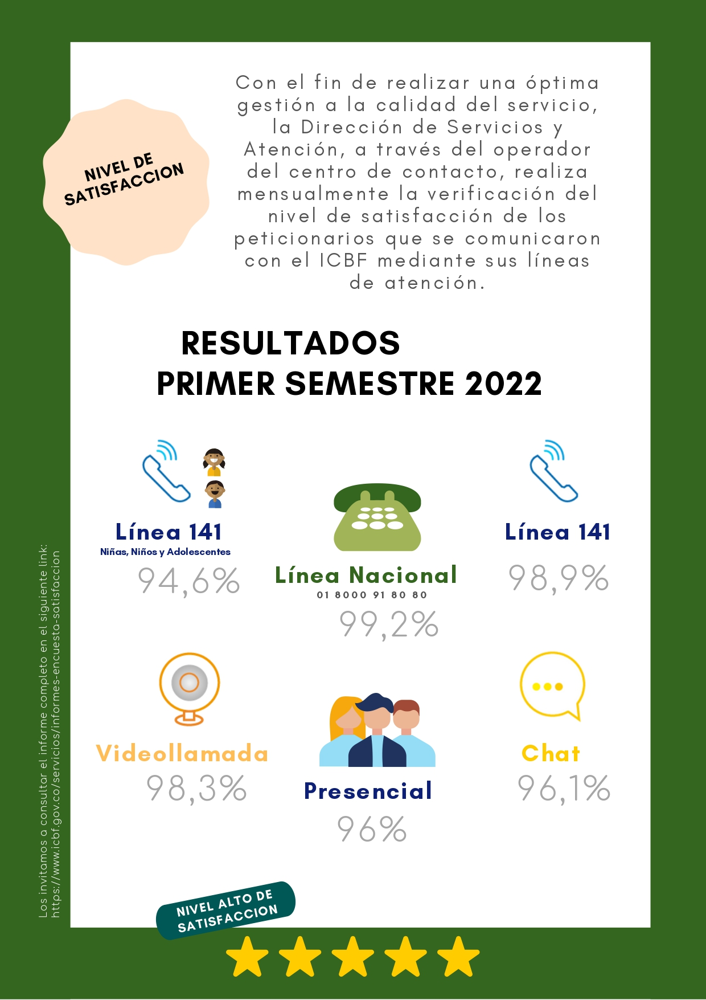 NIVEL DE
SATISFACCION
Con el fin de realizar una óptima
gestión a la calidad del servicio,
la Dirección de Servicios y
Atención, a través del operador
del centro de contacto, realiza
mensualmente la verificación del
nivel de satisfacción de los
peticionarios que se comunicaron
con el ICBF mediante sus líneas
de atención.
RESULTADOS
PRIMER SEMESTRE 2022
Línea 141
Niñas, Niños y Adolescentes
94,6%
Línea Nacional
01 8000 91 80 80
99,2%
Línea 141
98,9%
Videollamada
98,3%
Presencial
96%
Chat
96,1%
Los invitamos a consultar el informe completo en el siguiente link:
https://www.icbf.gov.co/servicios/informes-encuesta-satisfaccion
NIVEL ALTO DE
SATISFACCION